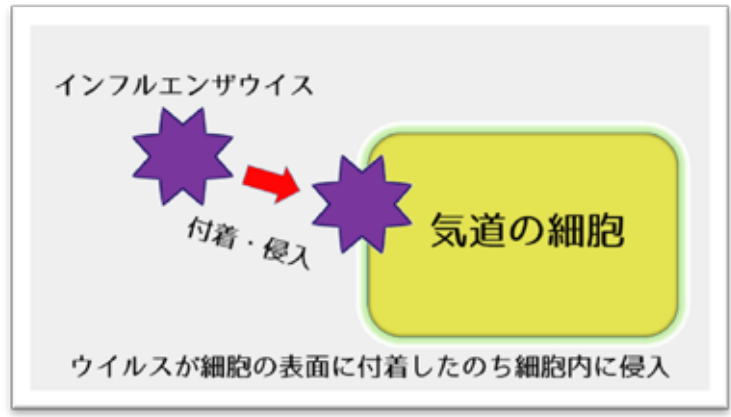 インフルエンザウイス
付着・侵入
気道の細胞
ウイルスが細胞の表面に付着したのち細胞内に侵入